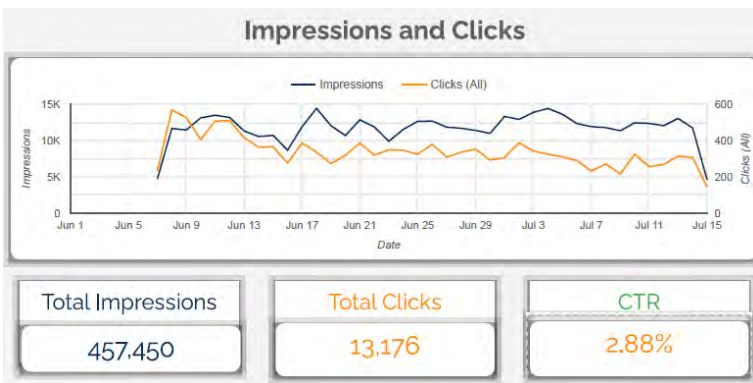 Impressions and Clicks
Impressions Clicks (All)
15K 600
10K 400
5K 200
0 0
Impressions
Clicks (All)
Jun 1 Jun 5 Jun 9 Jun 13 Jun 17 Jun 21 Jun 25 Jun 29 Jul 3 Jul 7 Jul 11 Jul 15
Date
Total Impressions Total Clicks CTR
457,450 13,176 2.88%